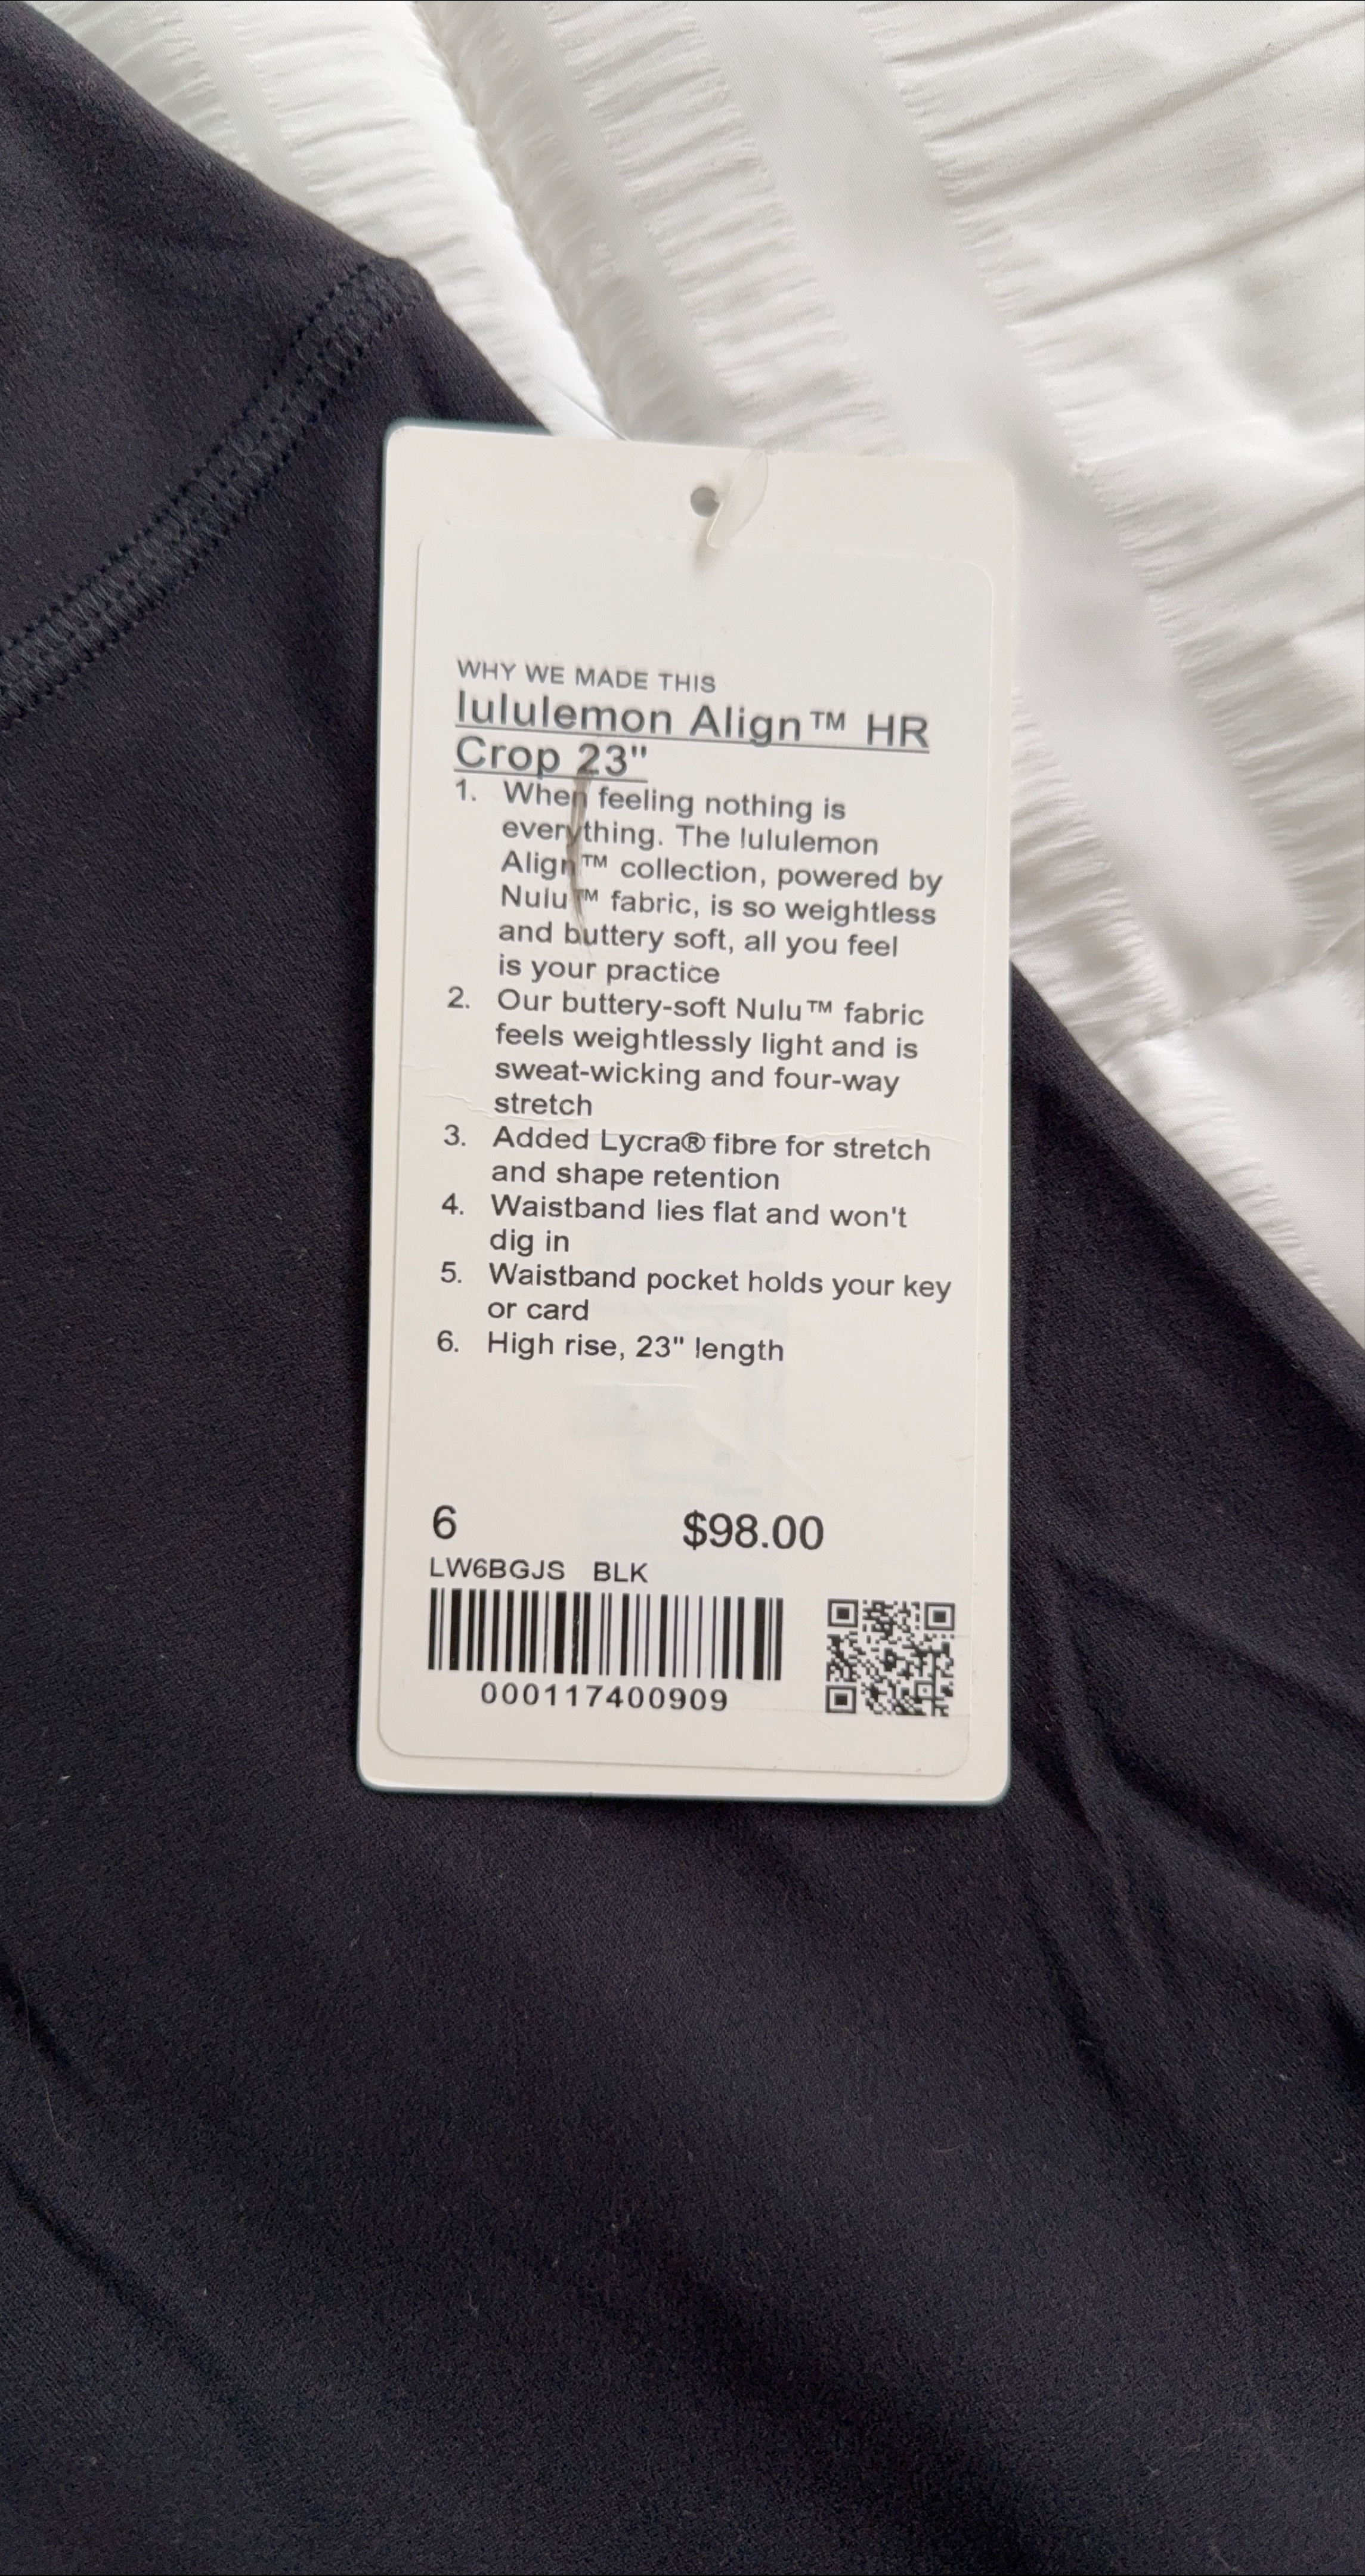 WHY WE MADE THIS
lululemon Align™ HR
Crop 23"
1. When feeling nothing is
everything. The lululemon
Align™ collection, powered by
Nulu™ fabric, is so weightless
and buttery soft, all you feel
is your practice
2. Our buttery-soft Nulu™ fabric
feels weightlessly light and is
sweat-wicking and four-way
stretch
3. Added Lycra® fibre for stretch
and shape retention
4. Waistband lies flat and won't
dig in
5. Waistband pocket holds your key
or card
6. High rise, 23" length
6 $98.00
LW6BGJS BLK
000117400909